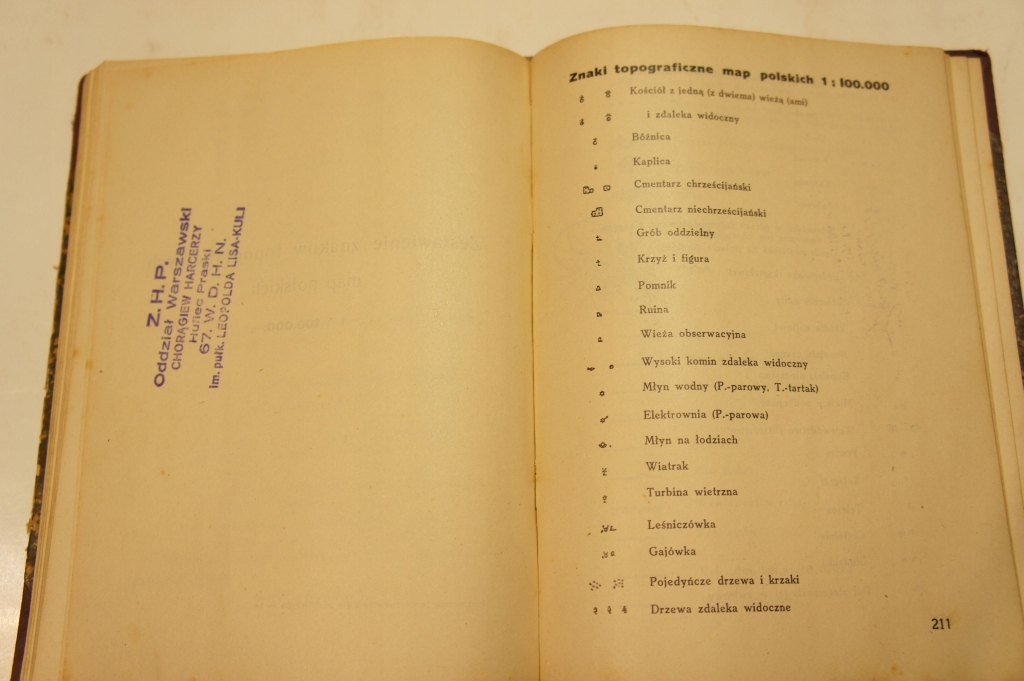 Z. H. P.
Oddział Warszawski
CHORĄGIEW HARCERZY
Hufiec Praski
67. W. D. H. N.
Im. pułk. LEOPOLDA LISA-KULI
Znaki topograficzne map polskich 1 : 100.000
Kościół z jedną (z dwiema) wieżą (ami)
i zdaleka widoczny
Bóżnica
Kaplica
Cmentarz chrześcijański
Cmentarz niechrześcijański
Grób oddzielny
Krzyż i figura
Pomnik
Ruina
Wieża obserwacyjna
Wysoki komin zdaleka widoczny
Młyn wodny (P.-parowy, T.-tartak)
Elektrownia (P.-parowa)
Młyn na łodziach
Wiatrak
Turbina wietrzna
Leśniczówka
Gajówka
Pojedyńcze drzewa i krzaki
Drzewa zdaleka widoczne
211